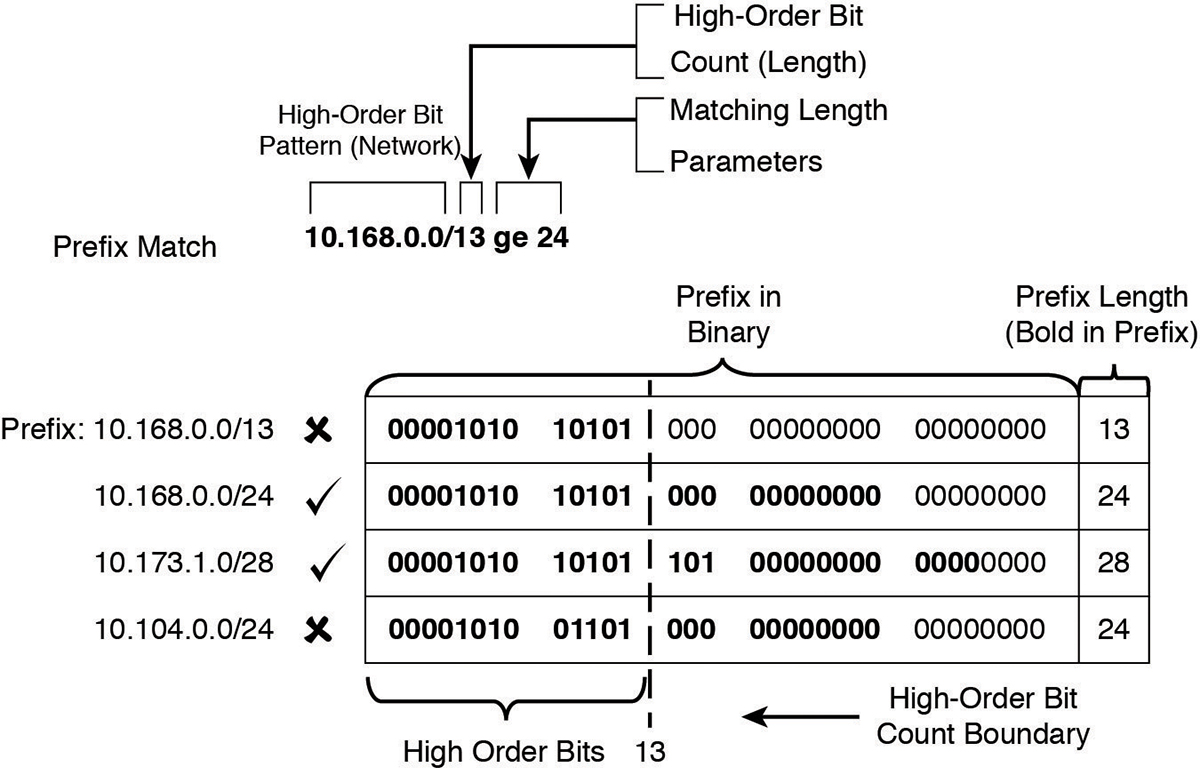 High-Order Bit
Count (Length)
High-Order Bit
Pattern (Network)
Matching Length
Parameters
Prefix Match
10.168.0.0/13 ge 24
Prefix in
Binary
Prefix Length
(Bold in Prefix)
Prefix: 10.168.0.0/13 00001010 10101 000 00000000 00000000 13
10.168.0.0/24 00001010 10101 000 00000000 00000000 24
10.173.1.0/28 00001010 10101 101 00000000 00000000 28
10.104.0.0/24 00001010 01101 000 00000000 00000000 24
High Order Bits
13
High-Order Bit
Count Boundary